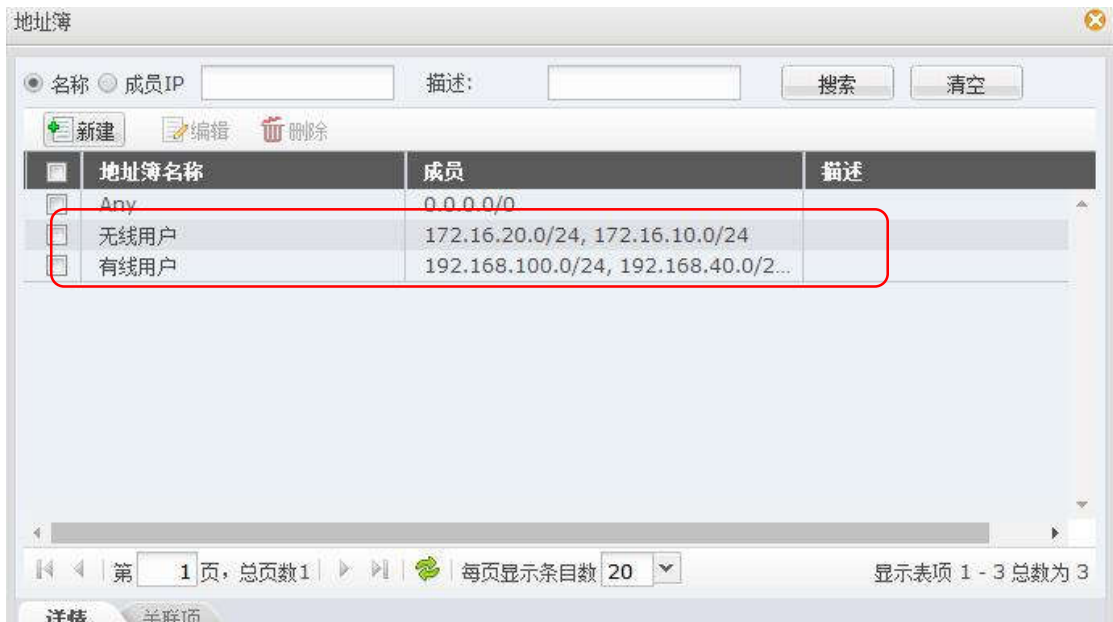 地址簿
名称 成员IP 描述: 搜索 清空
新建 编辑 删除
地址簿名称 成员 描述
Any 0.0.0.0/0
无线用户 172.16.20.0/24, 172.16.10.0/24
有线用户 192.168.100.0/24, 192.168.40.0/2...
第 1 页, 总页数1 每页显示条目数 20 显示表项 1 - 3 总数为 3
详情 关联项